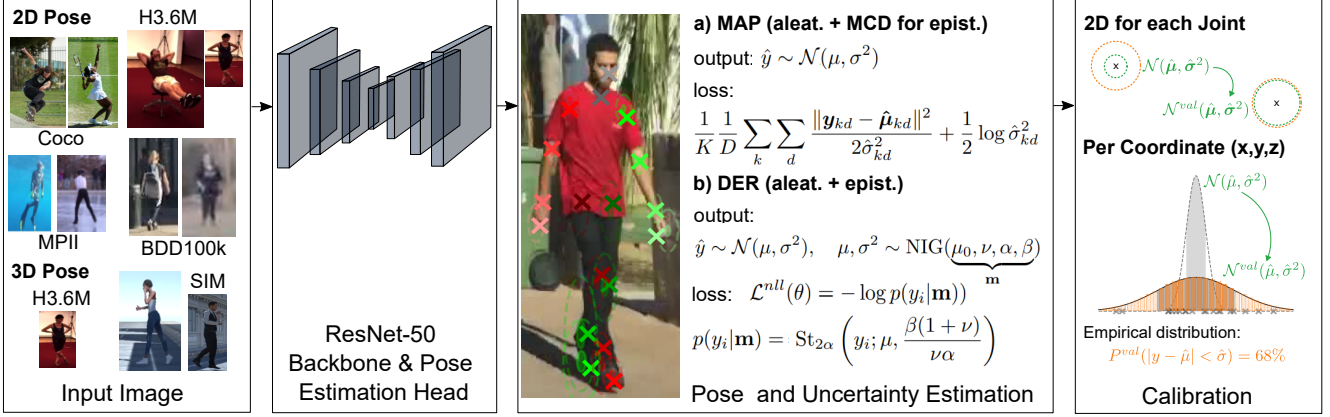 2D Pose
H3.6M
Coco
MPII
BDD100k
3D Pose
H3.6M
SIM
Input Image
ResNet-50
Backbone & Pose
Estimation Head
a) MAP (aleat. + MCD for epist.)
output: ŷ ∼ 𝒩(μ, σ²)
loss:
1/K 1/D ∑_k ∑_d ‖y_kd − μ̂_kd‖² / 2σ̂²_kd + 1/2 log σ̂²_kd
b) DER (aleat. + epist.)
output:
ŷ ∼ 𝒩(μ, σ²), μ, σ² ∼ NIG(μ₀, ν, α, β)
m
loss: ℒ^nll(θ) = − log p(y_i|m))
p(y_i|m) = St_2α (y_i; μ, β(1 + ν) / να)
Pose and Uncertainty Estimation
2D for each Joint
x
𝒩(μ̂, σ̂²)
𝒩^val(μ̂, σ̂²)
x
Per Coordinate (x,y,z)
𝒩(μ̂, σ̂²)
𝒩^val(μ̂, σ̂²)
Empirical distribution:
P^val(|y − μ̂| < σ̂) = 68%
Calibration